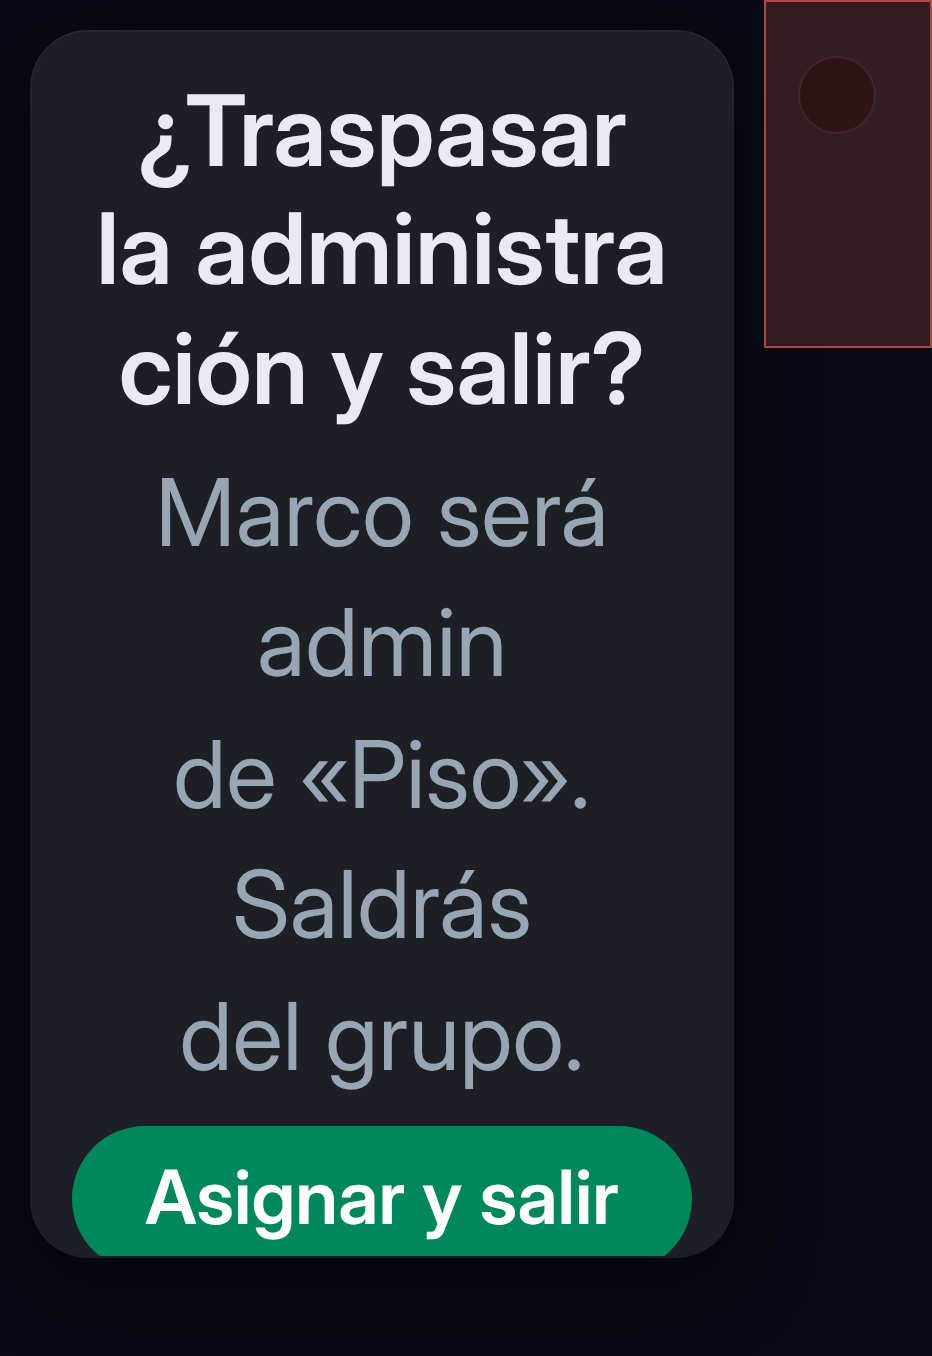 ¿Traspasar
la administra
ción y salir?
Marco será
admin
de «Piso».
Saldrás
del grupo.
Asignar y salir